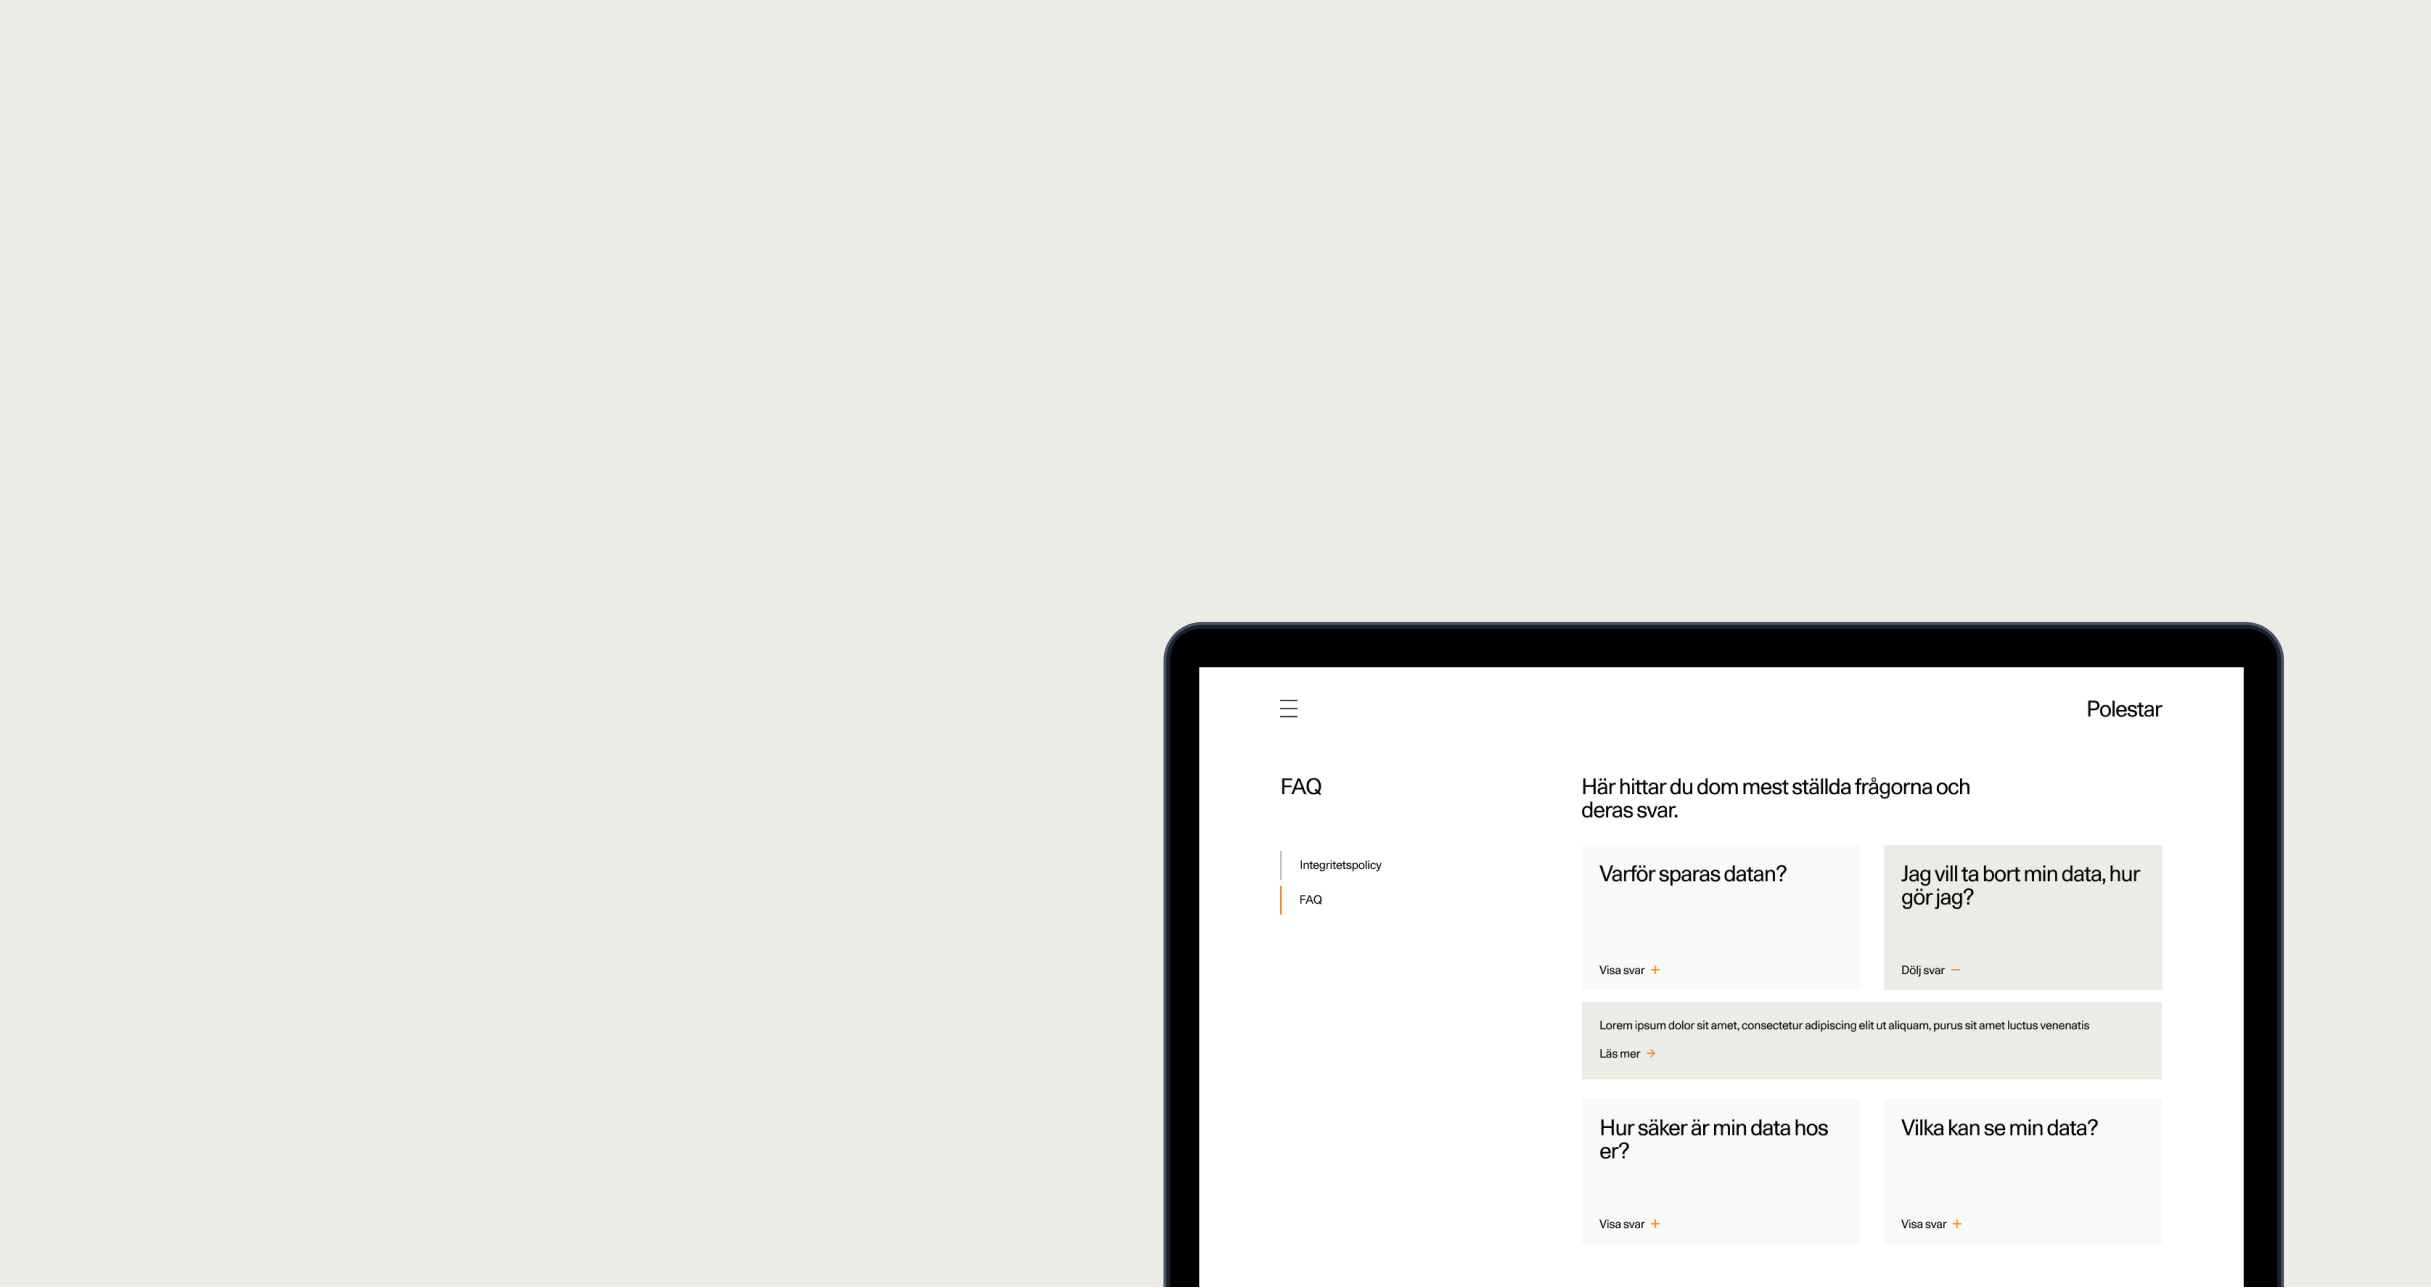 Polestar
FAQ
Integritetspolicy
FAQ
Här hittar du dom mest ställda frågorna och
deras svar.
Varför sparas datan?
Visa svar
Jag vill ta bort min data, hur
gör jag?
Dölj svar
Lorem ipsum dolor sit amet, consectetur adipiscing elit ut aliquam, purus sit amet luctus venenatis
Läs mer
Hur säker är min data hos
er?
Visa svar
Vilka kan se min data?
Visa svar